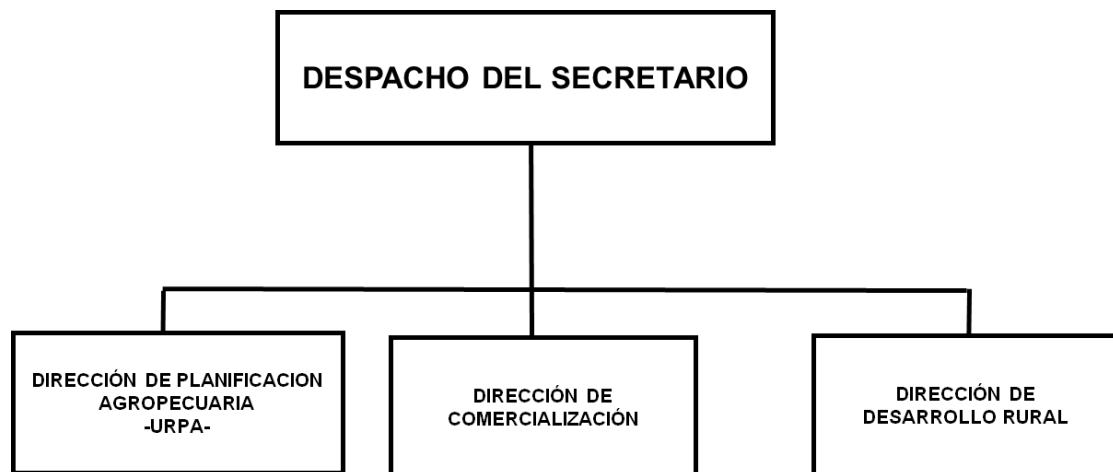 DESPACHO DEL SECRETARIO
DIRECCIÓN DE PLANIFICACION
AGROPECUARIA
-URPA-
DIRECCIÓN DE
COMERCIALIZACIÓN
DIRECCIÓN DE
DESARROLLO RURAL